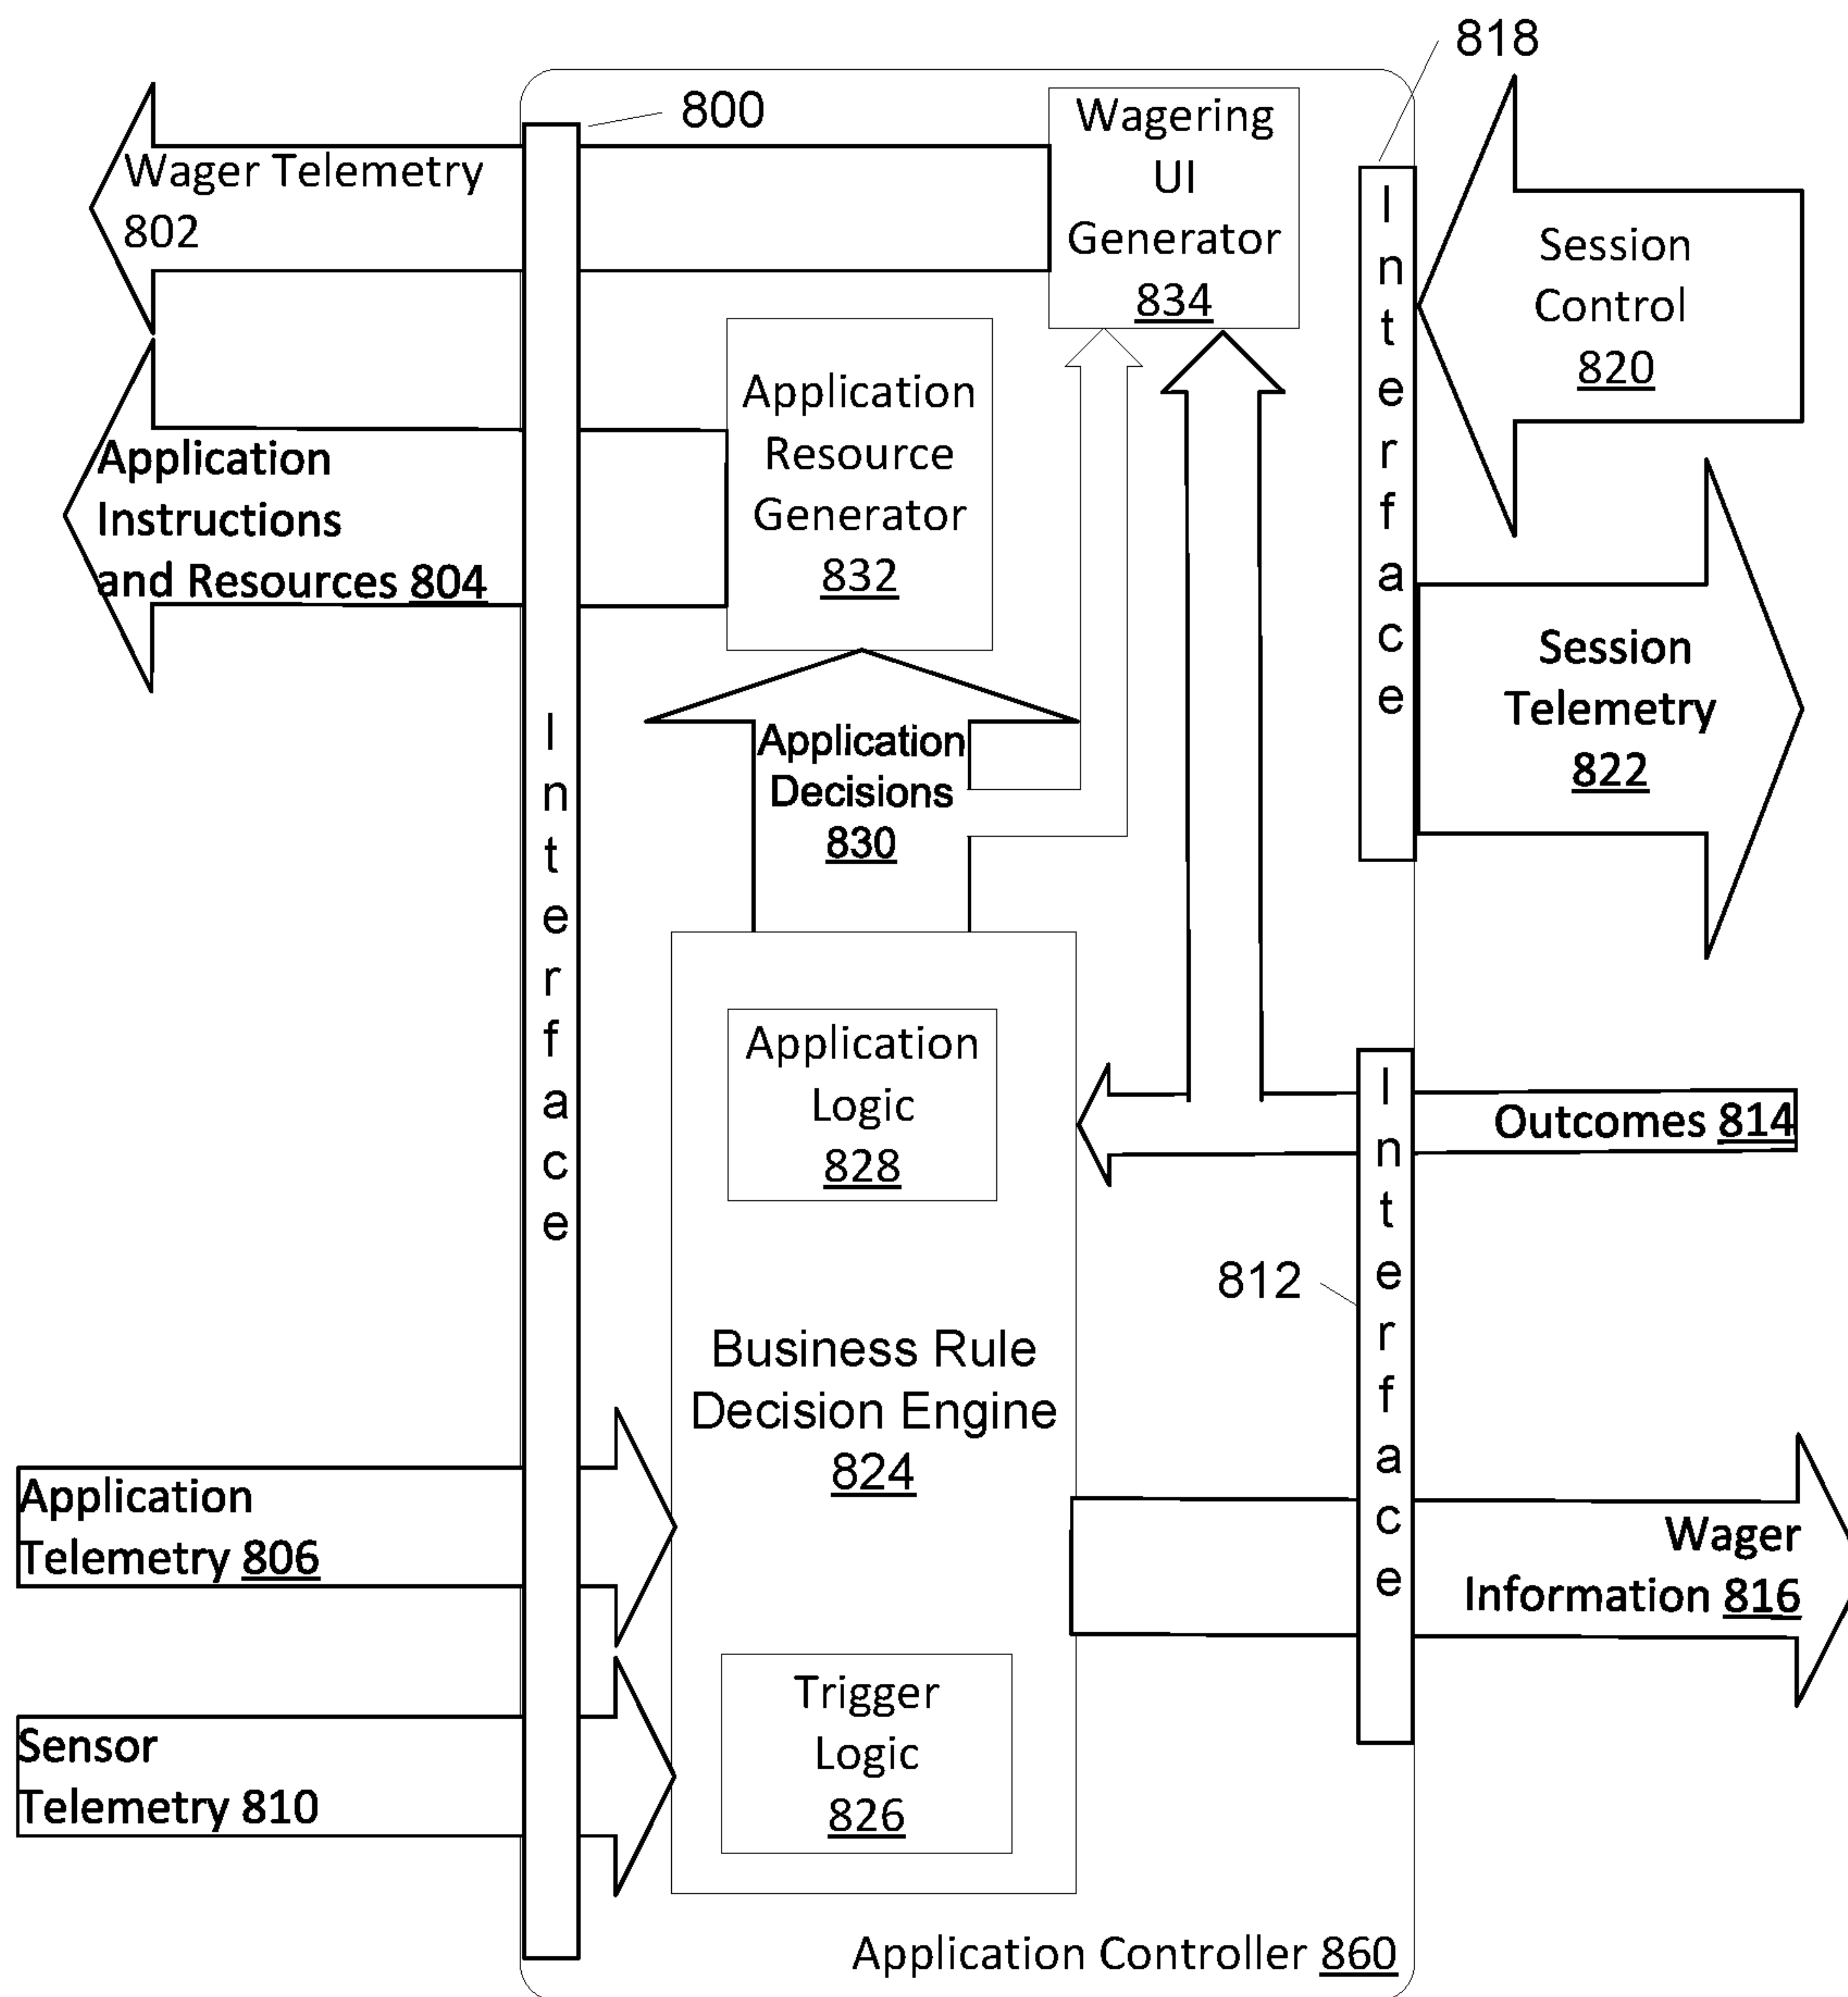 818
800
Wager Telemetry
802
Wagering
UI
Generator
834
Interface
Session
Control
820
Application
Instructions
and Resources 804
Application
Resource
Generator
832
Session
Telemetry
822
Interface
Application
Decisions
830
Application
Logic
828
Outcomes 814
812
Interface
Business Rule
Decision Engine
824
Application
Telemetry 806
Wager
Information 816
Trigger
Logic
826
Sensor
Telemetry 810
Application Controller 860